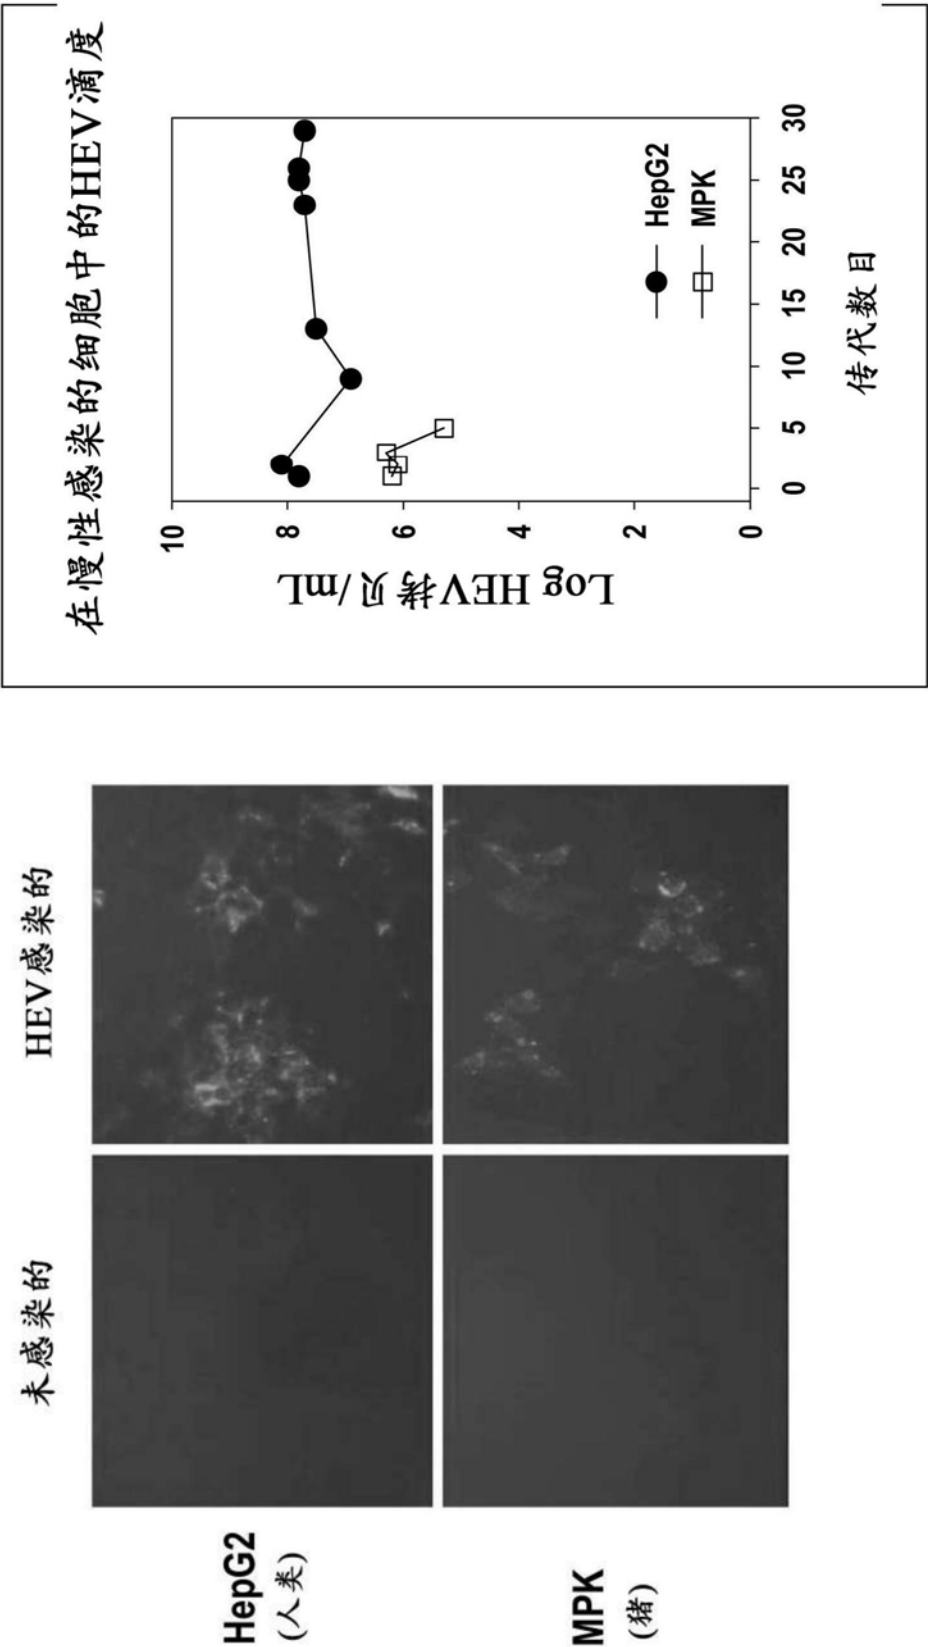 未感染的
HEV感染的
HepG2
(人类)
MPK
(猪)
在慢性感染的细胞中的HEV滴度
Log HEV拷贝/mL
10
8
6
4
2
0
HepG2
MPK
0
5
10
15
20
25
30
传代数目